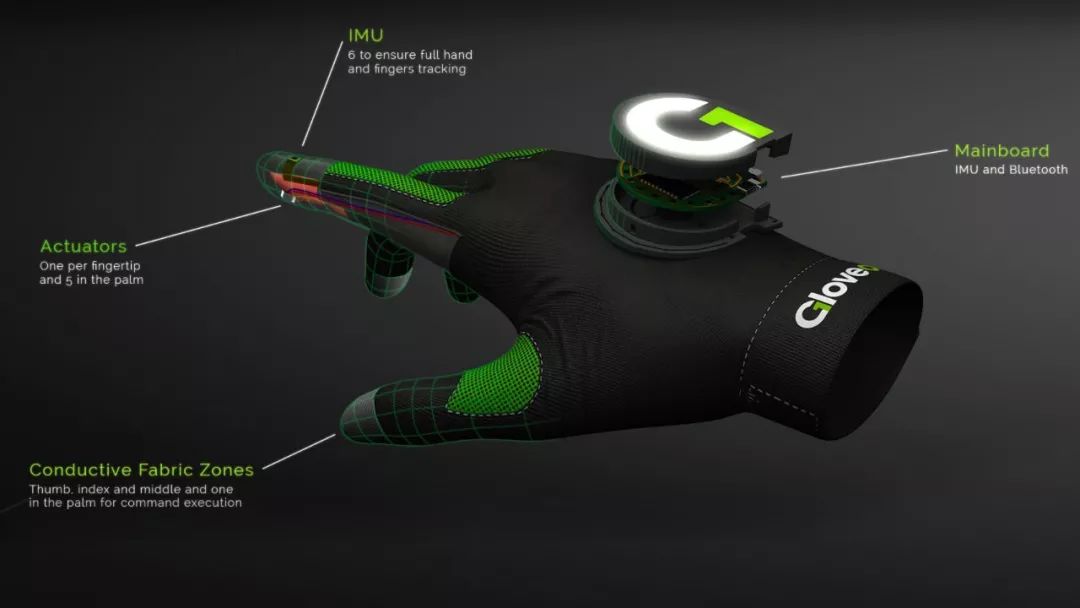 IMU
6 to ensure full hand
and fingers tracking
Mainboard
IMU and Bluetooth
Actuators
One per fingertip
and 5 in the palm
Glove
Conductive Fabric Zones
Thumb, index and middle and one
in the palm for command execution